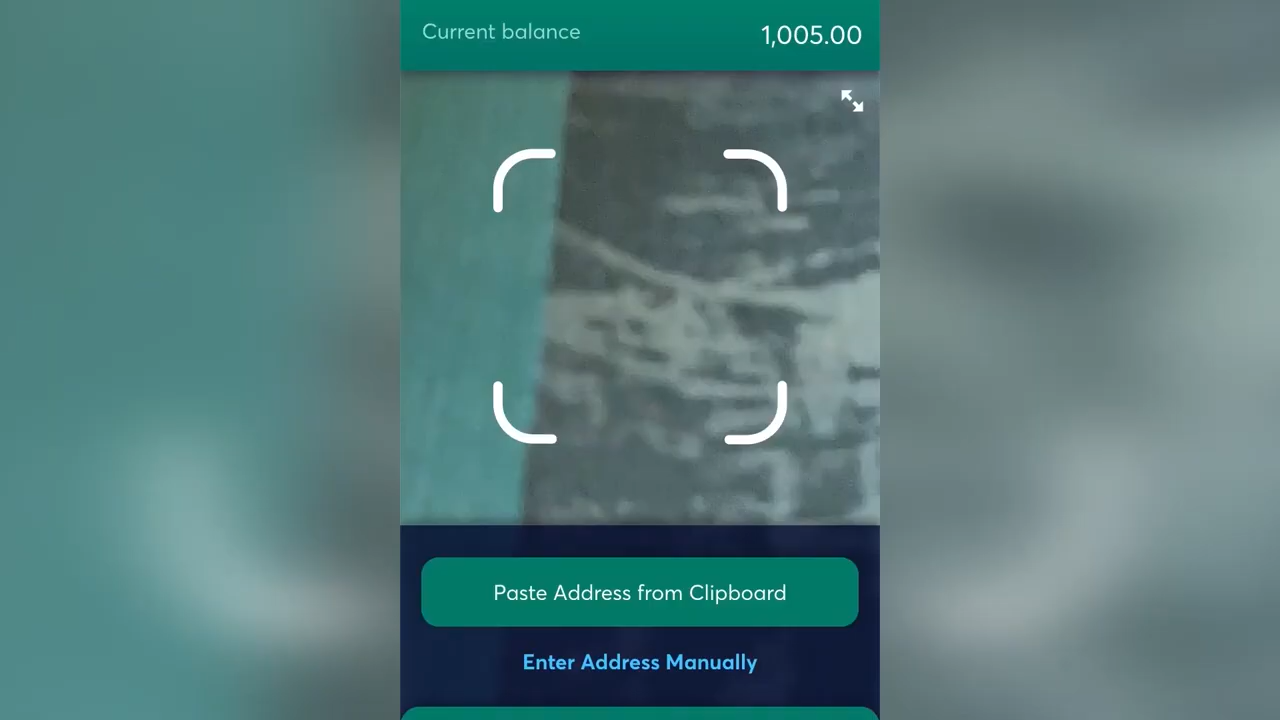 Current balance
1,005.00
Paste Address from Clipboard
Enter Address Manually